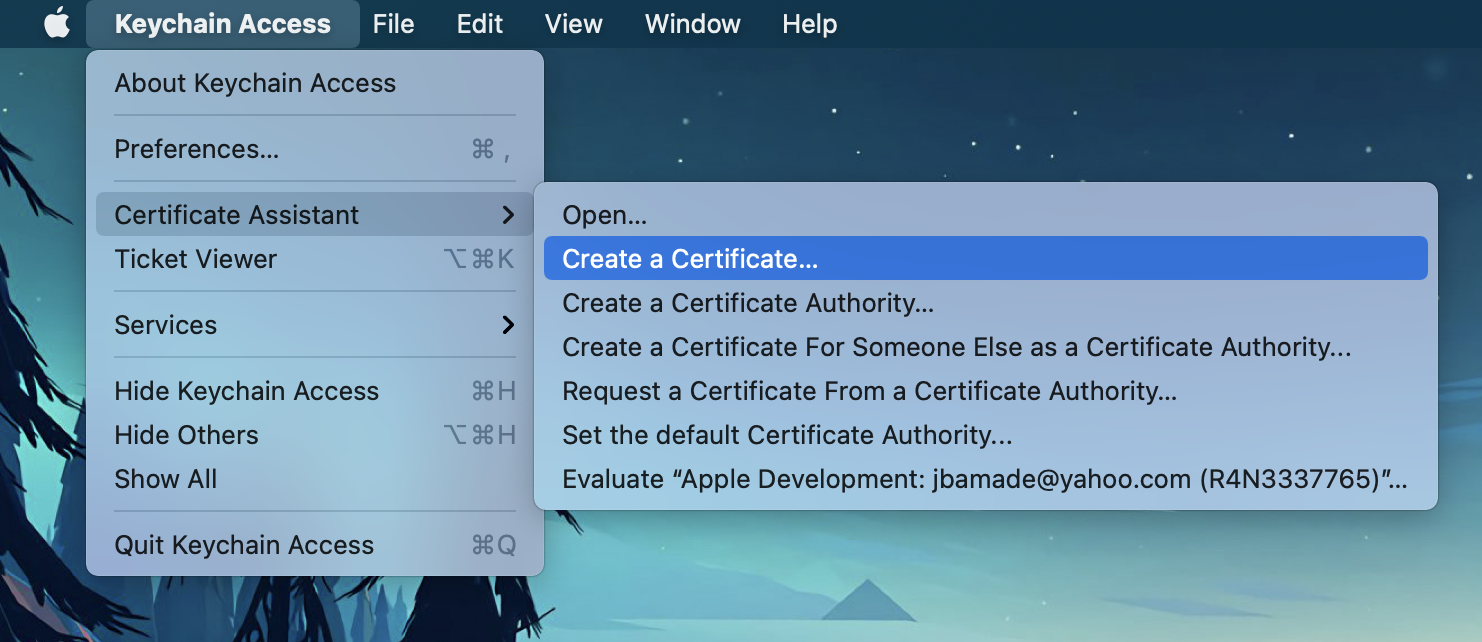 Keychain Access File Edit View Window Help
About Keychain Access
Preferences... ⌘ ,
Certificate Assistant
Ticket Viewer ⌥⌘K
Services
Hide Keychain Access ⌘H
Hide Others ⌥⌘H
Show All
Quit Keychain Access ⌘Q
Open...
Create a Certificate...
Create a Certificate Authority...
Create a Certificate For Someone Else as a Certificate Authority...
Request a Certificate From a Certificate Authority...
Set the default Certificate Authority...
Evaluate “Apple Development: jbamade@yahoo.com (R4N3337765)”...